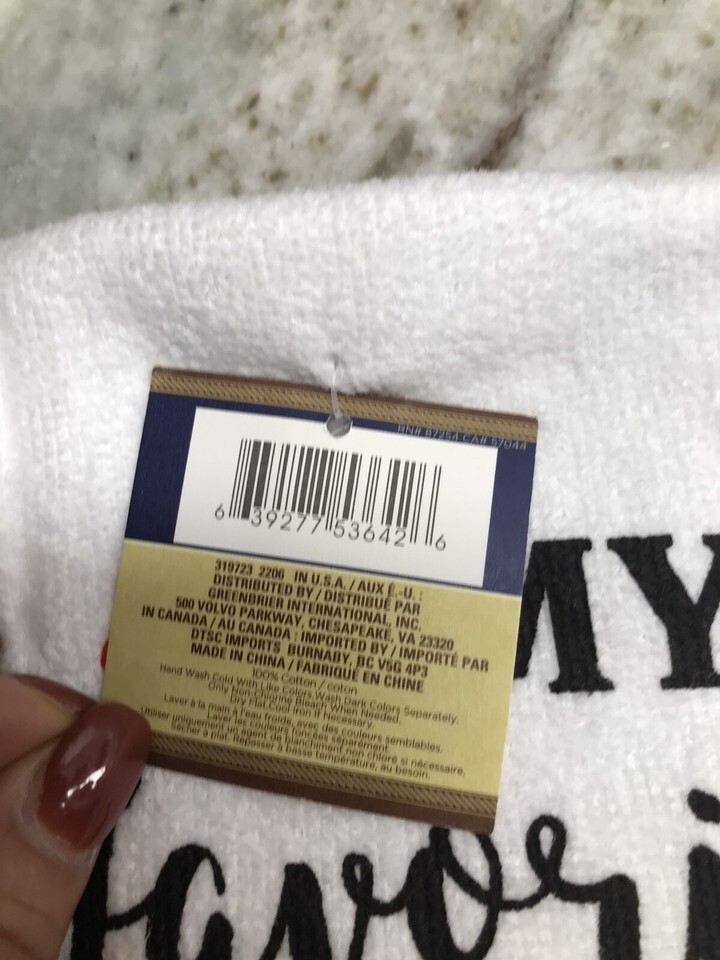 RN# 67254 CA# 57044
6 39277 53642 6
319723 2206 IN U.S.A. / AUX É.-U. :
DISTRIBUTED BY / DISTRIBUÉ PAR
GREENBRIER INTERNATIONAL, INC.
500 VOLVO PARKWAY, CHESAPEAKE, VA 23320
IN CANADA / AU CANADA : IMPORTED BY / IMPORTÉ PAR
DTSC IMPORTS BURNABY, BC V5G 4P3
MADE IN CHINA / FABRIQUÉ EN CHINE
100% Cotton / coton
Hand Wash Cold With Like Colors. Wash Dark Colors Separately.
Only Non-Chlorine Bleach When Needed.
Dry Flat. Cool Iron If Necessary.
Laver à la main à l'eau froide, avec des couleurs semblables.
Laver les couleurs foncées séparément.
Utiliser uniquement un agent de blanchiment non chloré si nécessaire.
Sécher à plat. Repasser à basse température, au besoin.
MY
favori